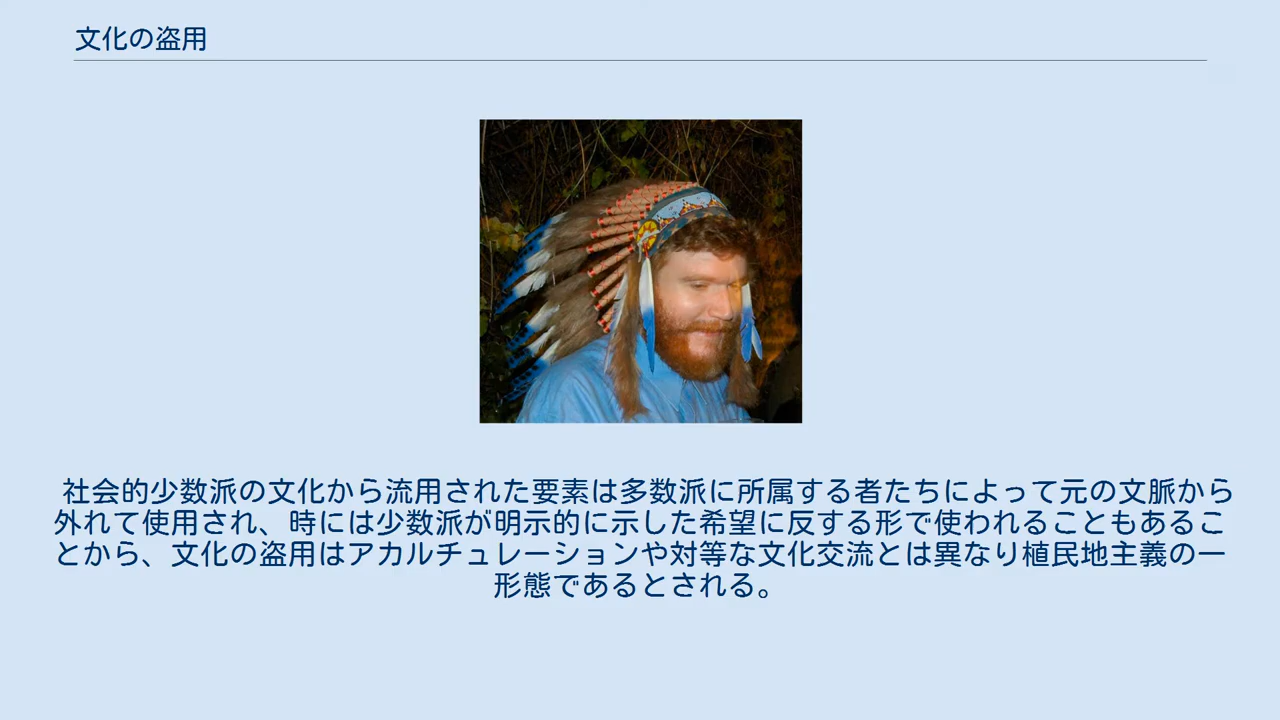 文化の盗用
社会的少数派の文化から流用された要素は多数派に所属する者たちによって元の文脈から
外れて使用され、時には少数派が明示的に示した希望に反する形で使われることもあるこ
とから、文化の盗用はアカルチュレーションや対等な文化交流とは異なり植民地主義の一
形態であるとされる。